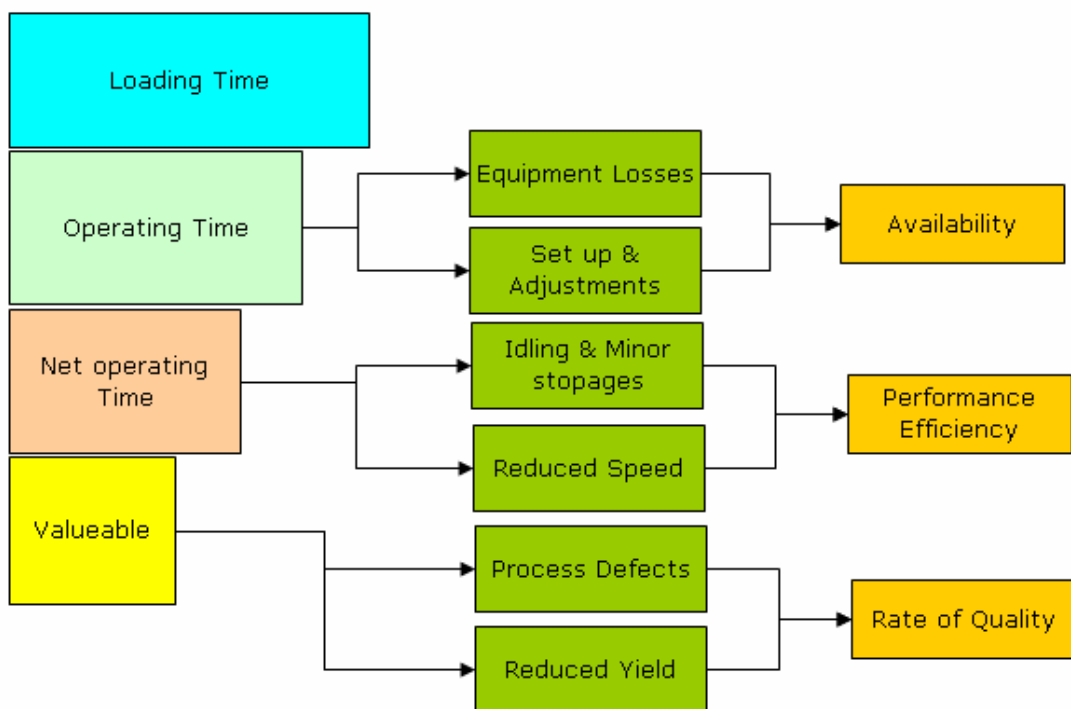 Loading Time
Operating Time
Net operating
Time
Valueable
Equipment Losses
Set up &
Adjustments
Idling & Minor
stopages
Reduced Speed
Process Defects
Reduced Yield
Availability
Performance
Efficiency
Rate of Quality